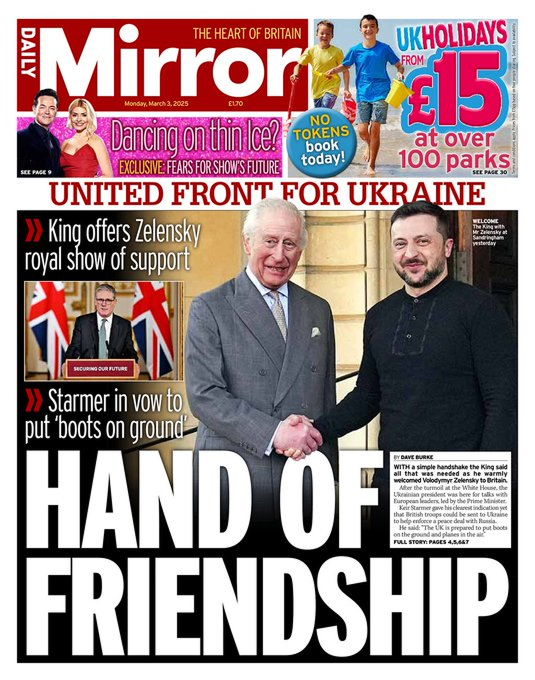 DAILY
Mirror
THE HEART OF BRITAIN
Monday, March 3, 2025
£1.70
Dancing on thin Ice?
EXCLUSIVE: FEARS FOR SHOW'S FUTURE
SEE PAGE 9
UK HOLIDAYS
FROM
£15
at over
100 parks
SEE PAGE 30
NO
TOKENS
book
today!
UNITED FRONT FOR UKRAINE
» King offers Zelensky
royal show of support
WELCOME
The King with
Mr Zelensky at
Sandringham
yesterday
SECURING OUR FUTURE
» Starmer in vow to
put 'boots on ground'
HAND OF
FRIENDSHIP
BY DAVE BURKE
WITH a simple handshake the King said
all that was needed as he warmly
welcomed Volodymyr Zelensky to Britain.
After the turmoil at the White House, the
Ukrainian president was here for talks with
European leaders, led by the Prime Minister.
Keir Starmer gave his clearest indication yet
that British troops could be sent to Ukraine
to help enforce a peace deal with Russia.
He said: "The UK is prepared to put boots
on the ground and planes in the air."
FULL STORY: PAGES 4,5,6&7